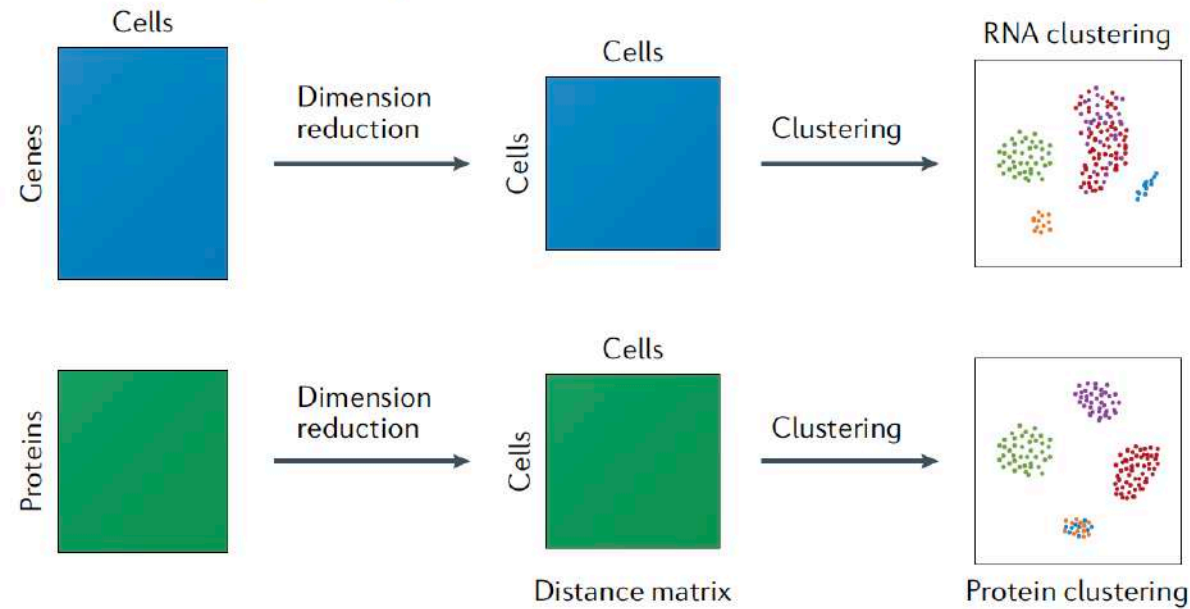 Cells
Genes
Dimension
reduction
Cells
Cells
Clustering
RNA clustering
Proteins
Dimension
reduction
Cells
Cells
Distance matrix
Clustering
Protein clustering